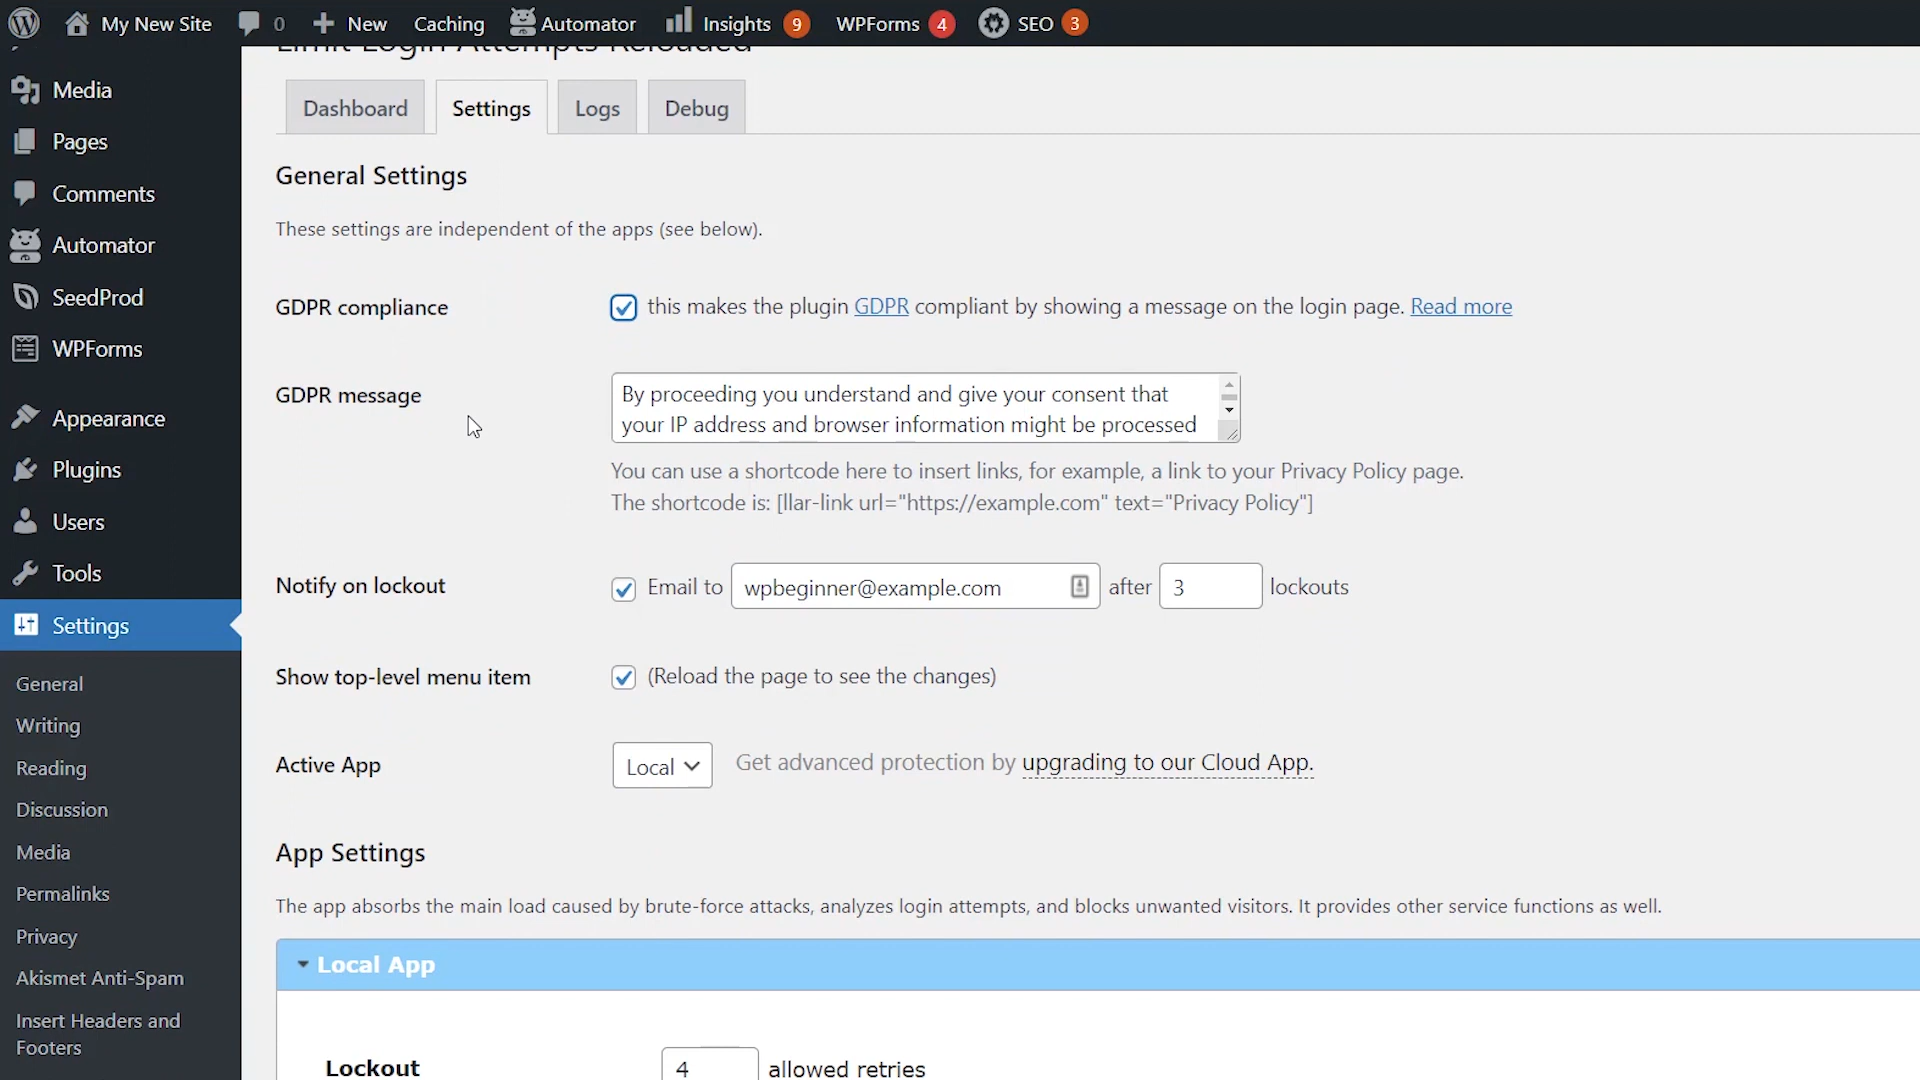 My New Site
0
New
Caching
Automator
Insights
9
WPForms
4
SEO
3
Limit Login Attempts Reloaded
Media
Pages
Comments
Automator
SeedProd
WPForms
Appearance
Plugins
Users
Tools
Settings
General
Writing
Reading
Discussion
Media
Permalinks
Privacy
Akismet Anti-Spam
Insert Headers and
Footers
Dashboard
Settings
Logs
Debug
General Settings
These settings are independent of the apps (see below).
GDPR compliance
this makes the plugin GDPR compliant by showing a message on the login page. Read more
GDPR message
By proceeding you understand and give your consent that
your IP address and browser information might be processed
You can use a shortcode here to insert links, for example, a link to your Privacy Policy page.
The shortcode is: [llar-link url="https://example.com" text="Privacy Policy"]
Notify on lockout
Email to wpbeginner@example.com after 3 lockouts
Show top-level menu item
(Reload the page to see the changes)
Active App
Local
Get advanced protection by upgrading to our Cloud App.
App Settings
The app absorbs the main load caused by brute-force attacks, analyzes login attempts, and blocks unwanted visitors. It provides other service functions as well.
Local App
Lockout
4 allowed retries